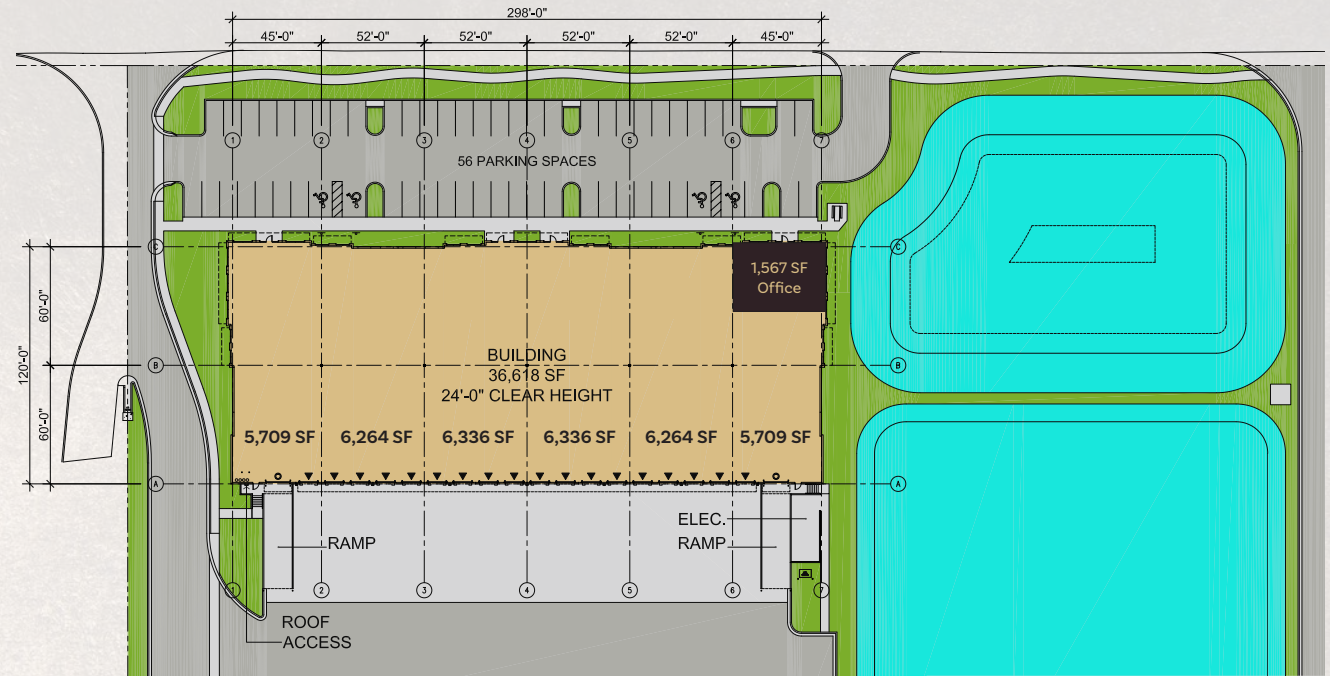 298'-0"
45'-0" 52'-0" 52'-0" 52'-0" 52'-0" 45'-0"
1 2 3 4 5 6 7
56 PARKING SPACES
C C
1,567 SF
Office
60'-0"
120'-0"
BUILDING
36,618 SF
24'-0" CLEAR HEIGHT
B B
60'-0"
5,709 SF 6,264 SF 6,336 SF 6,336 SF 6,264 SF 5,709 SF
A A
ELEC.
RAMP RAMP
1 2 3 4 5 6 7
ROOF
ACCESS